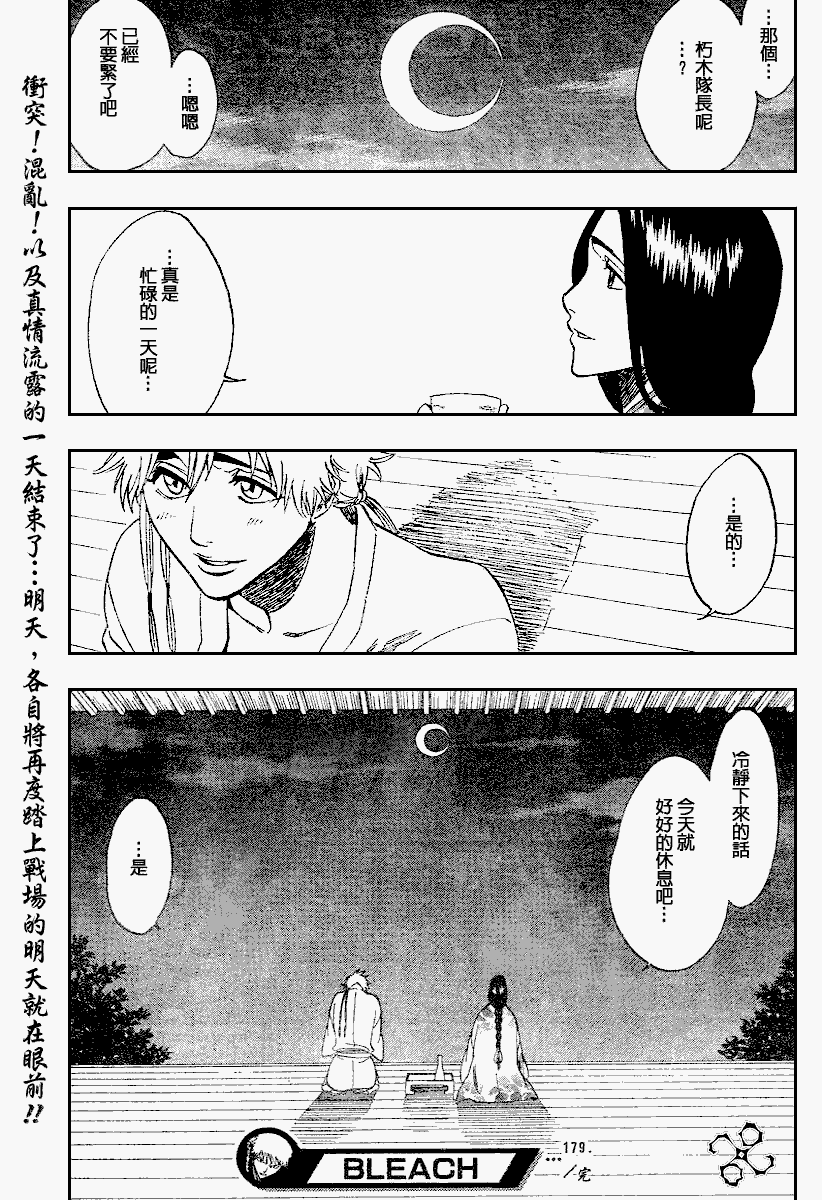 …那個…
朽木隊長呢
…?
…嗯嗯
已經
不要緊了吧
…真是
忙碌的一天呢…
…是的…
冷靜下來的話
今天就
好好的休息吧…
…是
衝突！混亂！以及真情流露的一天結束了…明天，各自將再度踏上戰場的明天就在眼前!!
BLEACH
…179.
/完